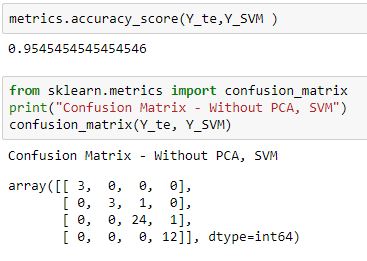 metrics.accuracy_score(Y_te,Y_SVM )
0.9545454545454546
from sklearn.metrics import confusion_matrix
print("Confusion Matrix - Without PCA, SVM")
confusion_matrix(Y_te, Y_SVM)
Confusion Matrix - Without PCA, SVM
array([[ 3,  0,  0,  0],
       [ 0,  3,  1,  0],
       [ 0,  0, 24,  1],
       [ 0,  0,  0, 12]], dtype=int64)